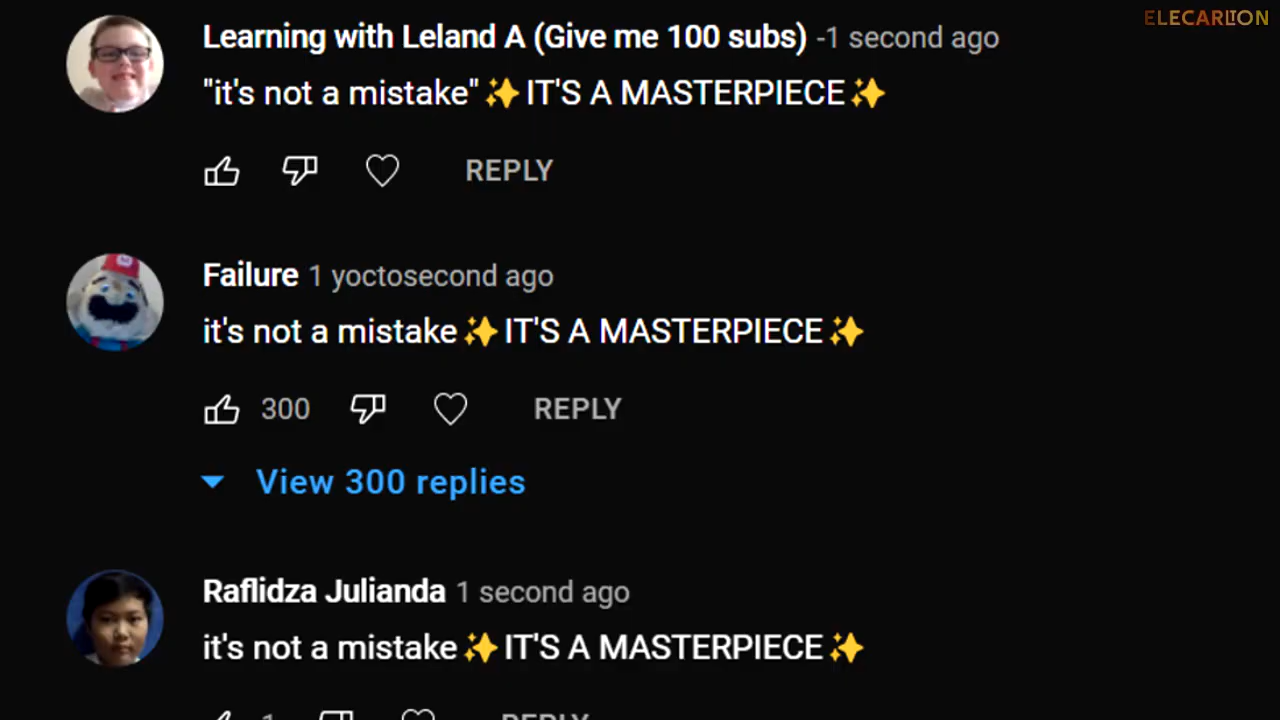 ELECARLION
Learning with Leland A (Give me 100 subs) -1 second ago
"it's not a mistake"✨IT'S A MASTERPIECE✨
REPLY
Failure 1 yoctosecond ago
it's not a mistake✨IT'S A MASTERPIECE✨
300 REPLY
View 300 replies
Raflidza Julianda 1 second ago
it's not a mistake✨IT'S A MASTERPIECE✨
1 REPLY